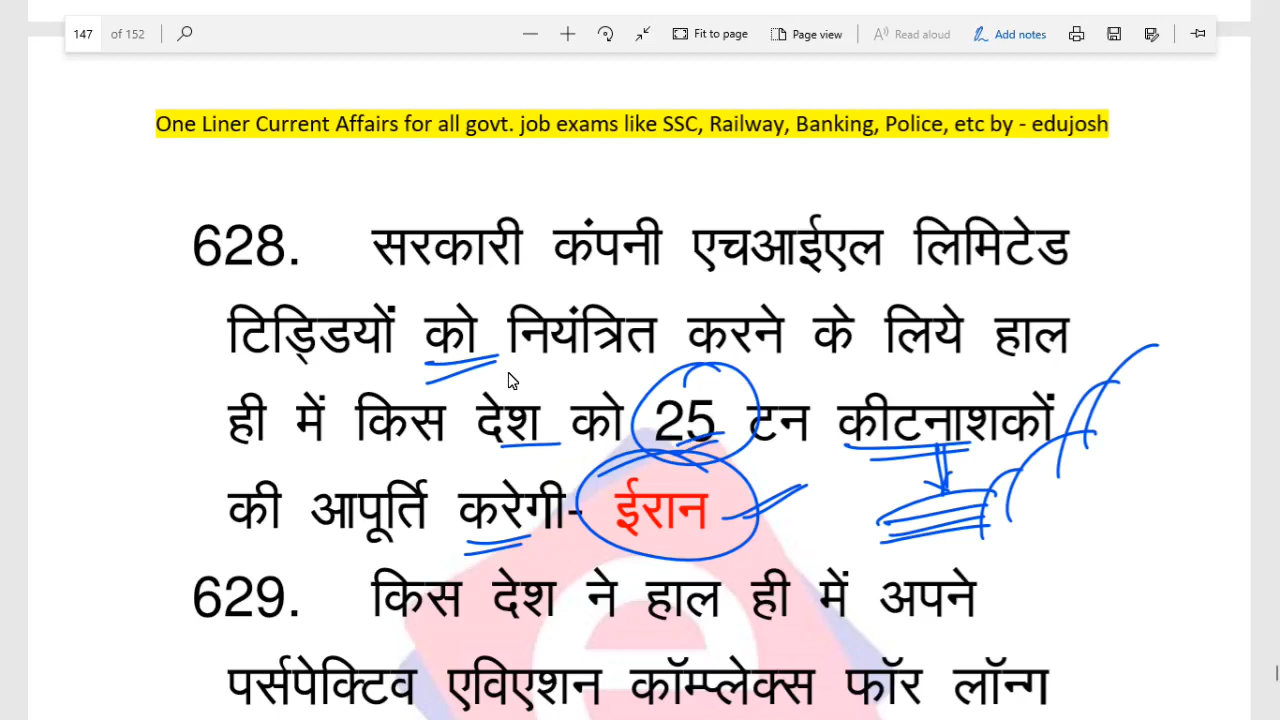 147 of 152 Fit to page Page view Read aloud Add notes
One Liner Current Affairs for all govt. job exams like SSC, Railway, Banking, Police, etc by - edujosh
628. सरकारी कंपनी एचआईएल लिमिटेड
टिड्डियों को नियंत्रित करने के लिये हाल
ही में किस देश को 25 टन कीटनाशकों
की आपूर्ति करेगी- ईरान
629. किस देश ने हाल ही में अपने
पर्सपेक्टिव एविएशन कॉम्प्लेक्स फॉर लॉन्ग